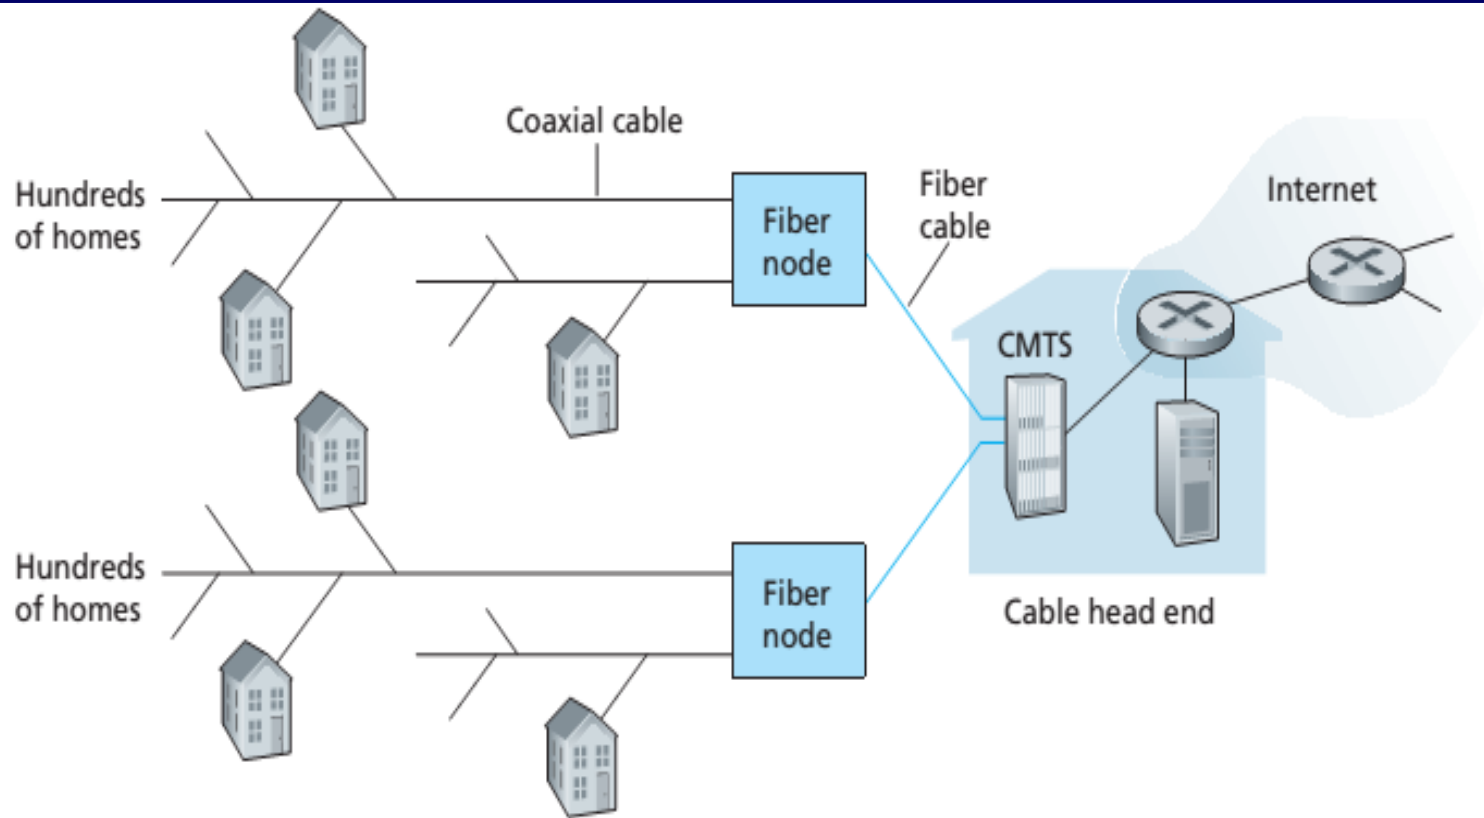 Coaxial cable
Hundreds
of homes
Fiber
node
Fiber
cable
Internet
CMTS
Hundreds
of homes
Fiber
node
Cable head end